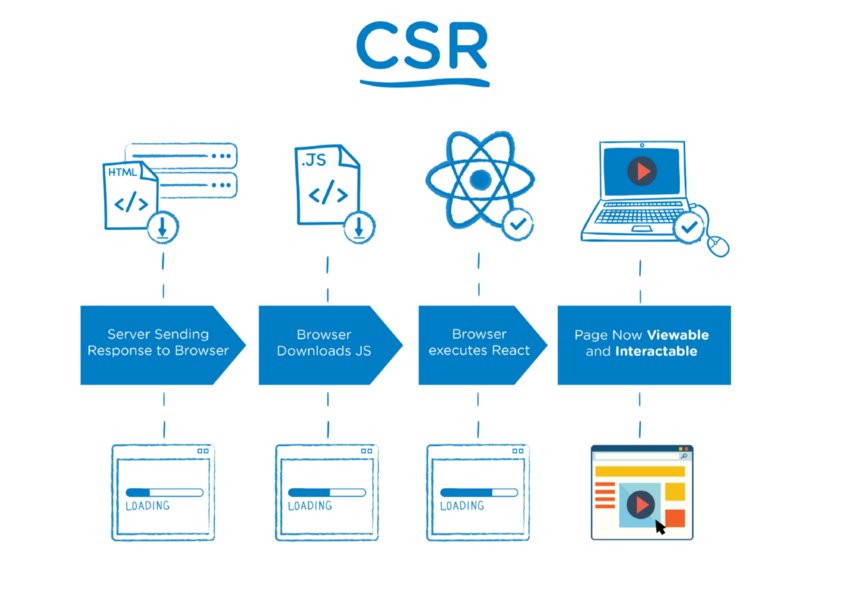 CSR
HTML
</>
.JS
</>
Server Sending
Response to Browser
Browser
Downloads JS
Browser
executes React
Page Now Viewable
and Interactable
LOADING
LOADING
LOADING